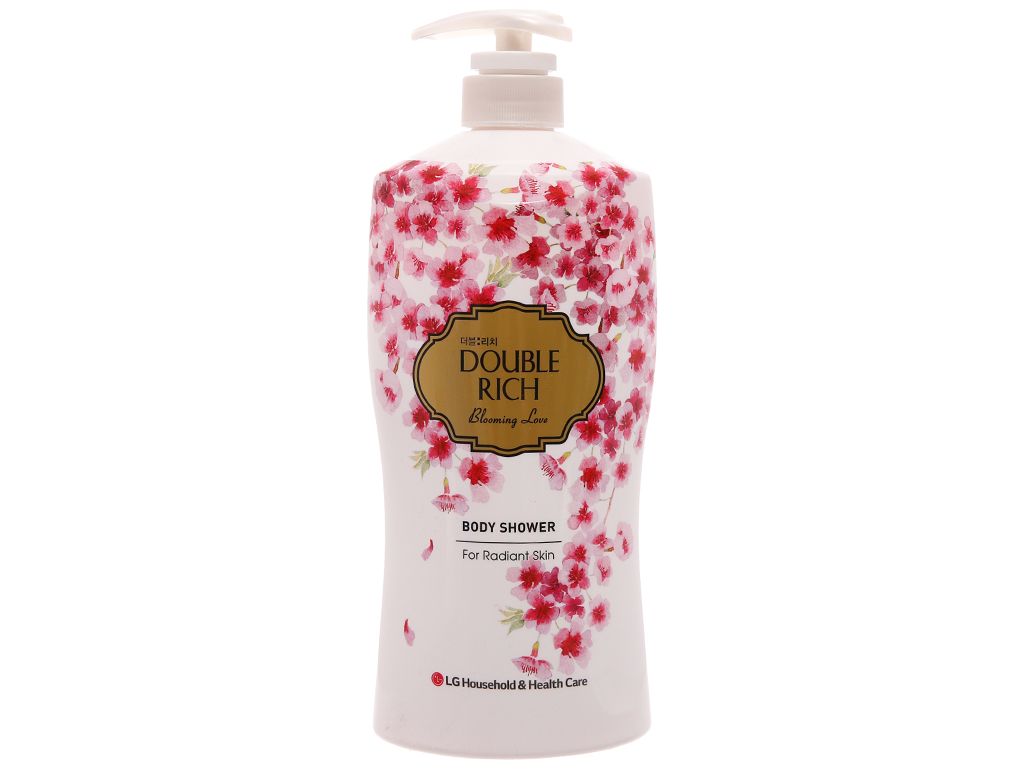 더블:리치
DOUBLE
RICH
Blooming Love
BODY SHOWER
For Radiant Skin
LG Household & Health Care